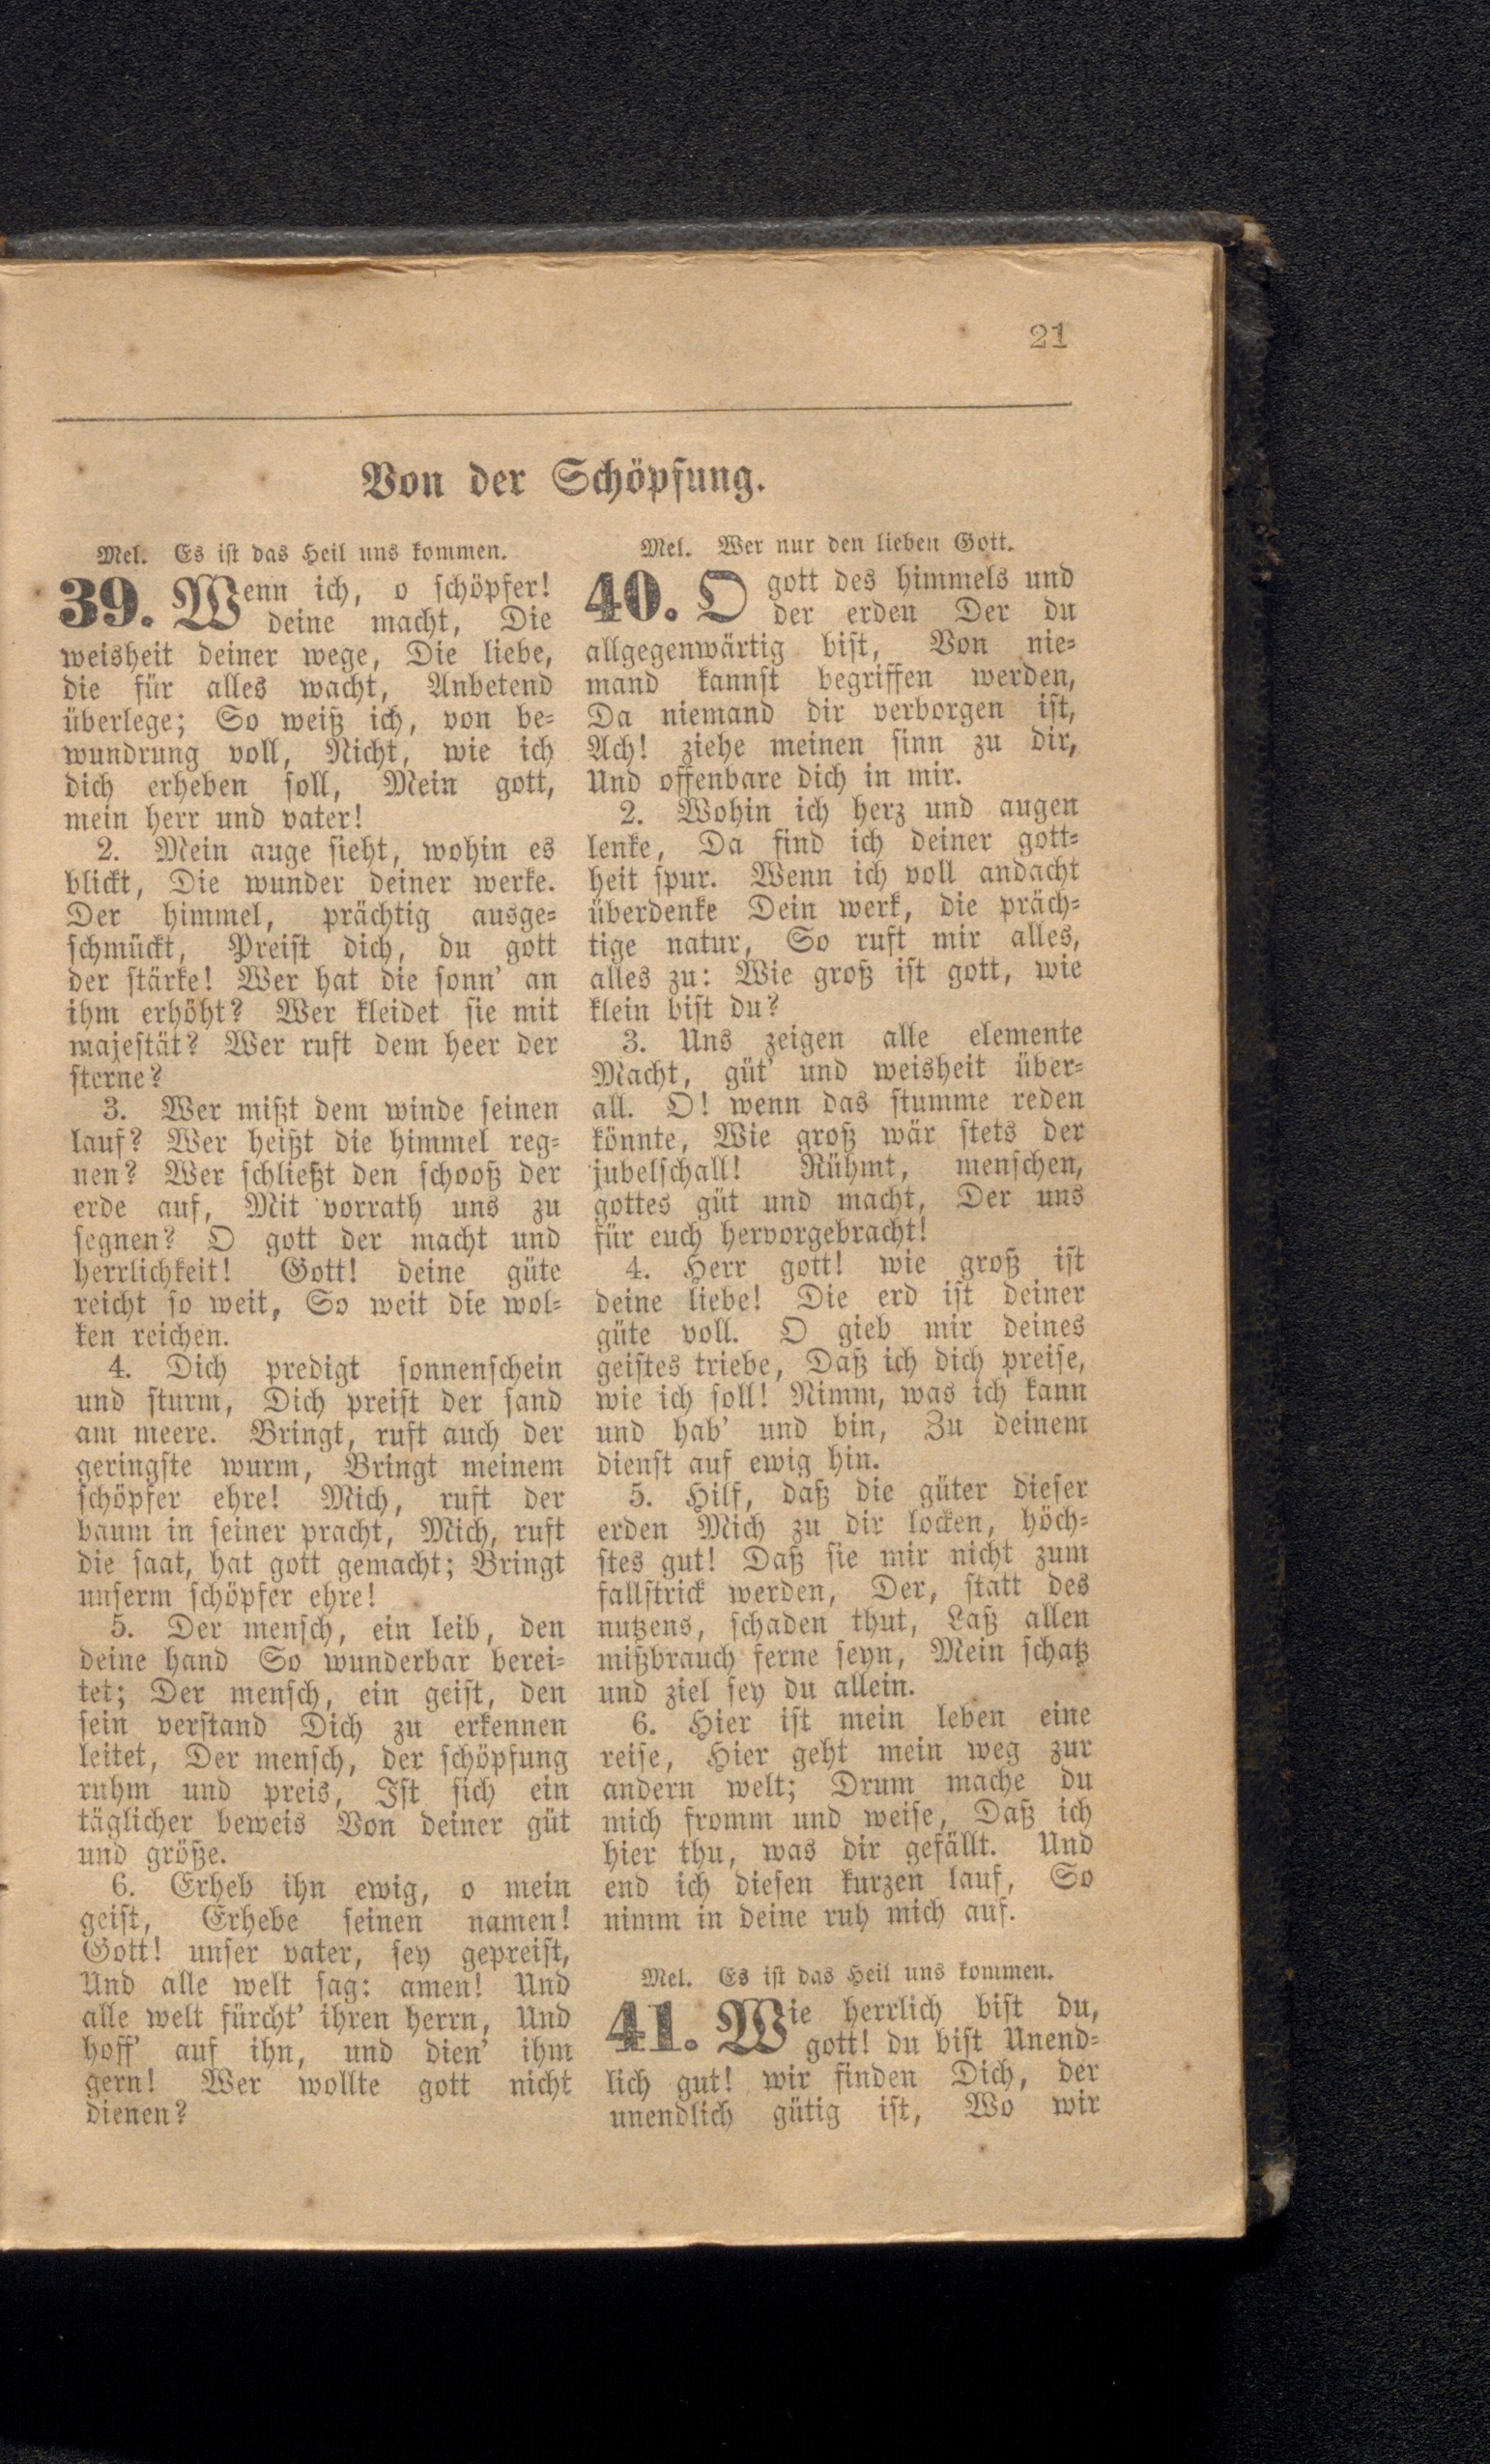 21
Von der Schöpfung.
Mel. Es ist das Heil uns kommen.
39. Wenn ich, o schöpfer!
deine macht, Die
weisheit deiner wege, Die liebe,
die für alles wacht, Anbetend
überlege; So weiß ich, von be=
wundrung voll, Nicht, wie ich
dich erheben soll, Mein gott,
mein herr und vater!
2. Mein auge sieht, wohin es
blickt, Die wunder deiner werke.
Der himmel, prächtig ausge=
schmückt, Preist dich, du gott
der stärke! Wer hat die sonn' an
ihm erhöht? Wer kleidet sie mit
majestät? Wer ruft dem heer der
sterne?
3. Wer mißt dem winde seinen
lauf? Wer heißt die himmel reg=
nen? Wer schließt den schooß der
erde auf, Mit vorrath uns zu
segnen? O gott der macht und
herrlichkeit! Gott! deine güte
reicht so weit, So weit die wol=
ken reichen.
4. Dich predigt sonnenschein
und sturm, Dich preist der sand
am meere. Bringt, ruft auch der
geringste wurm, Bringt meinem
schöpfer ehre! Mich, ruft der
baum in seiner pracht, Mich, ruft
die saat, hat gott gemacht; Bringt
unserm schöpfer ehre!
5. Der mensch, ein leib, den
deine hand So wunderbar berei=
tet; Der mensch, ein geist, den
sein verstand Dich zu erkennen
leitet, Der mensch, der schöpfung
ruhm und preis, Ist sich ein
täglicher beweis Von deiner güt
und größe.
6. Erheb ihn ewig, o mein
geist, Erhebe seinen namen!
Gott! unser vater, sey gepreist,
Und alle welt sag: amen! Und
alle welt fürcht' ihren herrn, Und
hoff' auf ihn, und dien' ihm
gern! Wer wollte gott nicht
dienen?
Mel. Wer nur den lieben Gott.
40. O gott des himmels und
der erden Der du
allgegenwärtig bist, Von nie=
mand kannst begriffen werden,
Da niemand dir verborgen ist,
Ach! ziehe meinen sinn zu dir,
Und offenbare dich in mir.
2. Wohin ich herz und augen
lenke, Da find ich deiner gott=
heit spur. Wenn ich voll andacht
überdenke Dein werk, die präch=
tige natur, So ruft mir alles,
alles zu: Wie groß ist gott, wie
klein bist du?
3. Uns zeigen alle elemente
Macht, güt' und weisheit über=
all. O! wenn das stumme reden
könnte, Wie groß wär stets der
jubelschall! Rühmt, menschen,
gottes güt und macht, Der uns
für euch hervorgebracht!
4. Herr gott! wie groß ist
deine liebe! Die erd ist deiner
güte voll. O gieb mir deines
geistes triebe, Daß ich dich preise,
wie ich soll! Nimm, was ich kann
und hab' und bin, Zu deinem
dienst auf ewig hin.
5. Hilf, daß die güter dieser
erden Mich zu dir locken, höch=
stes gut! Daß sie mir nicht zum
fallstrick werden, Der, statt des
nutzens, schaden thut, Laß allen
mißbrauch ferne seyn, Mein schatz
und ziel sey du allein.
6. Hier ist mein leben eine
reise, Hier geht mein weg zur
andern welt; Drum mache du
mich fromm und weise, Daß ich
hier thu, was dir gefällt. Und
end ich diesen kurzen lauf, So
nimm in deine ruh mich auf.
Mel. Es ist das Heil uns kommen.
41. Wie herrlich bist du,
gott! du bist Unend=
lich gut! wir finden Dich, der
unendlich gütig ist, Wo wir